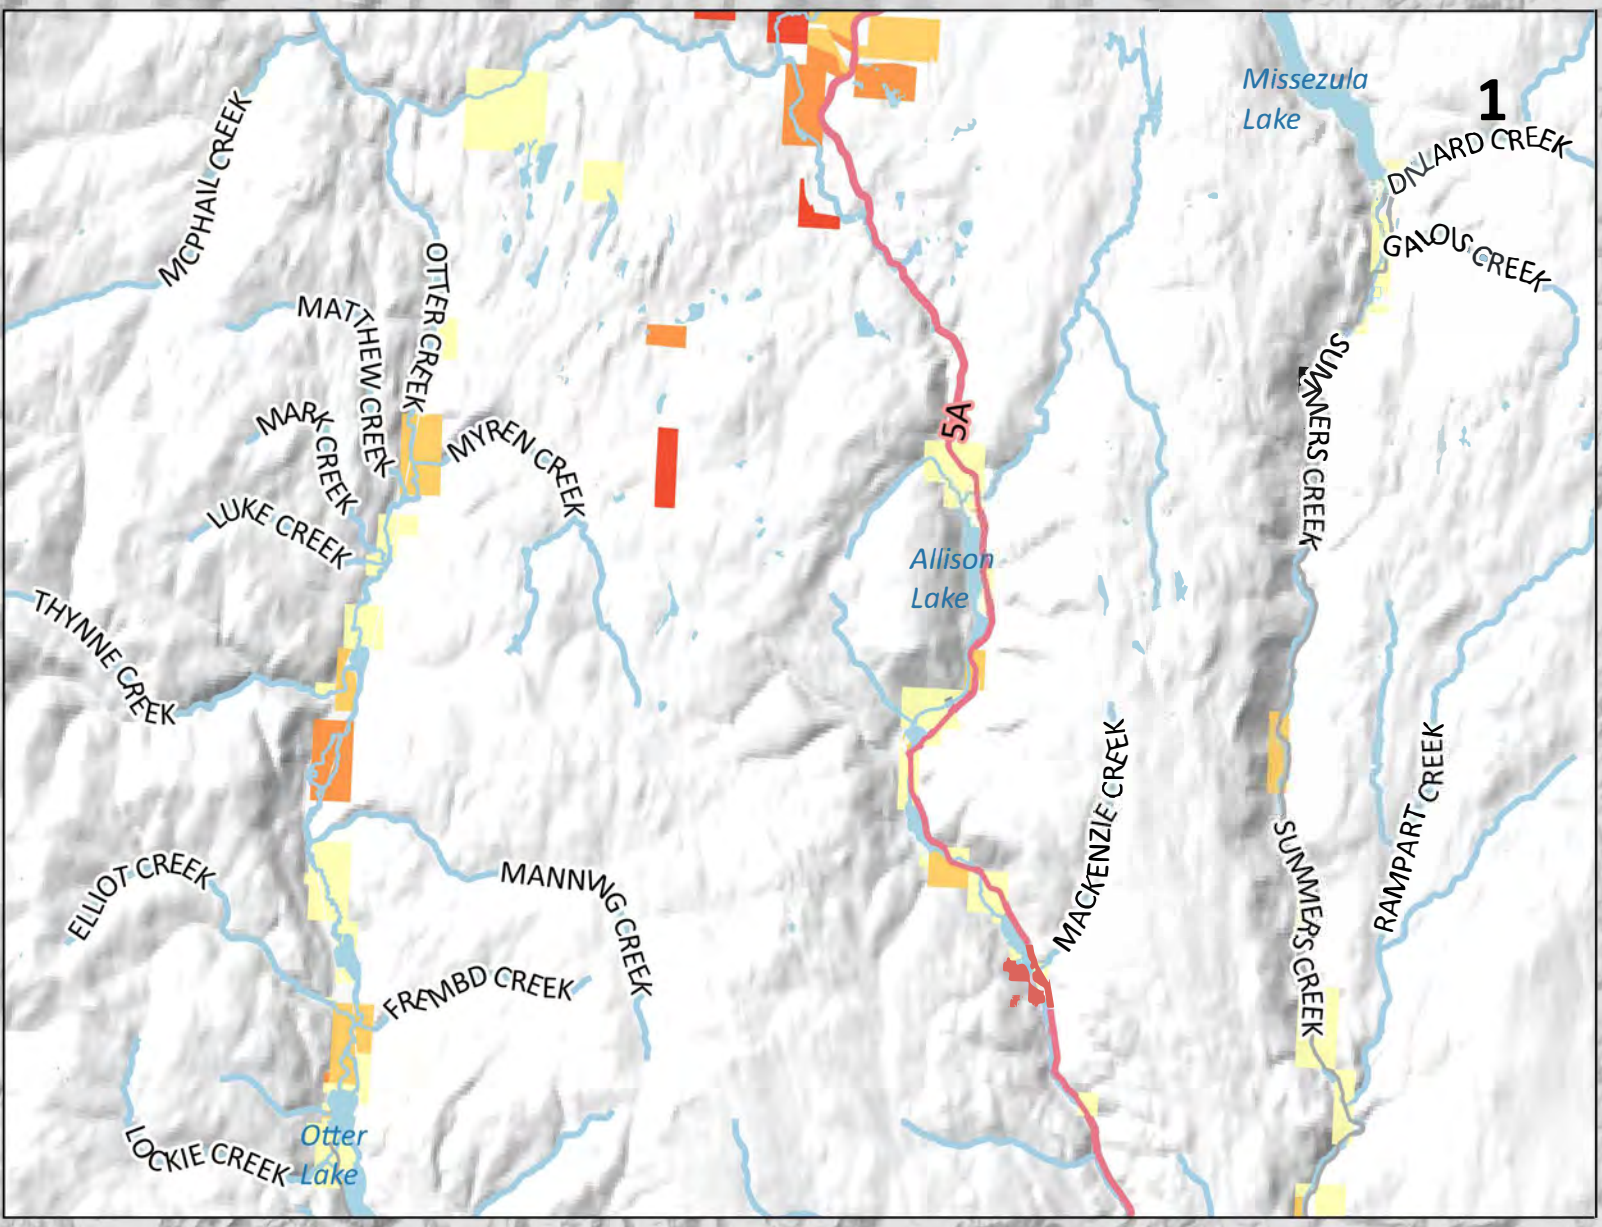 Missezula
Lake
1
DILLARD CREEK
MCPHAIL CREEK
OTTER CREEK
GALOIS CREEK
MATTHEW CREEK
SUMMERS CREEK
MARK CREEK
5A
MYREN CREEK
LUKE CREEK
Allison
Lake
THYNNE CREEK
MACKENZIE CREEK
RAMPART CREEK
SUMMERS CREEK
ELLIOT CREEK
MANNING CREEK
FREMBD CREEK
LOCKIE CREEK
Otter
Lake